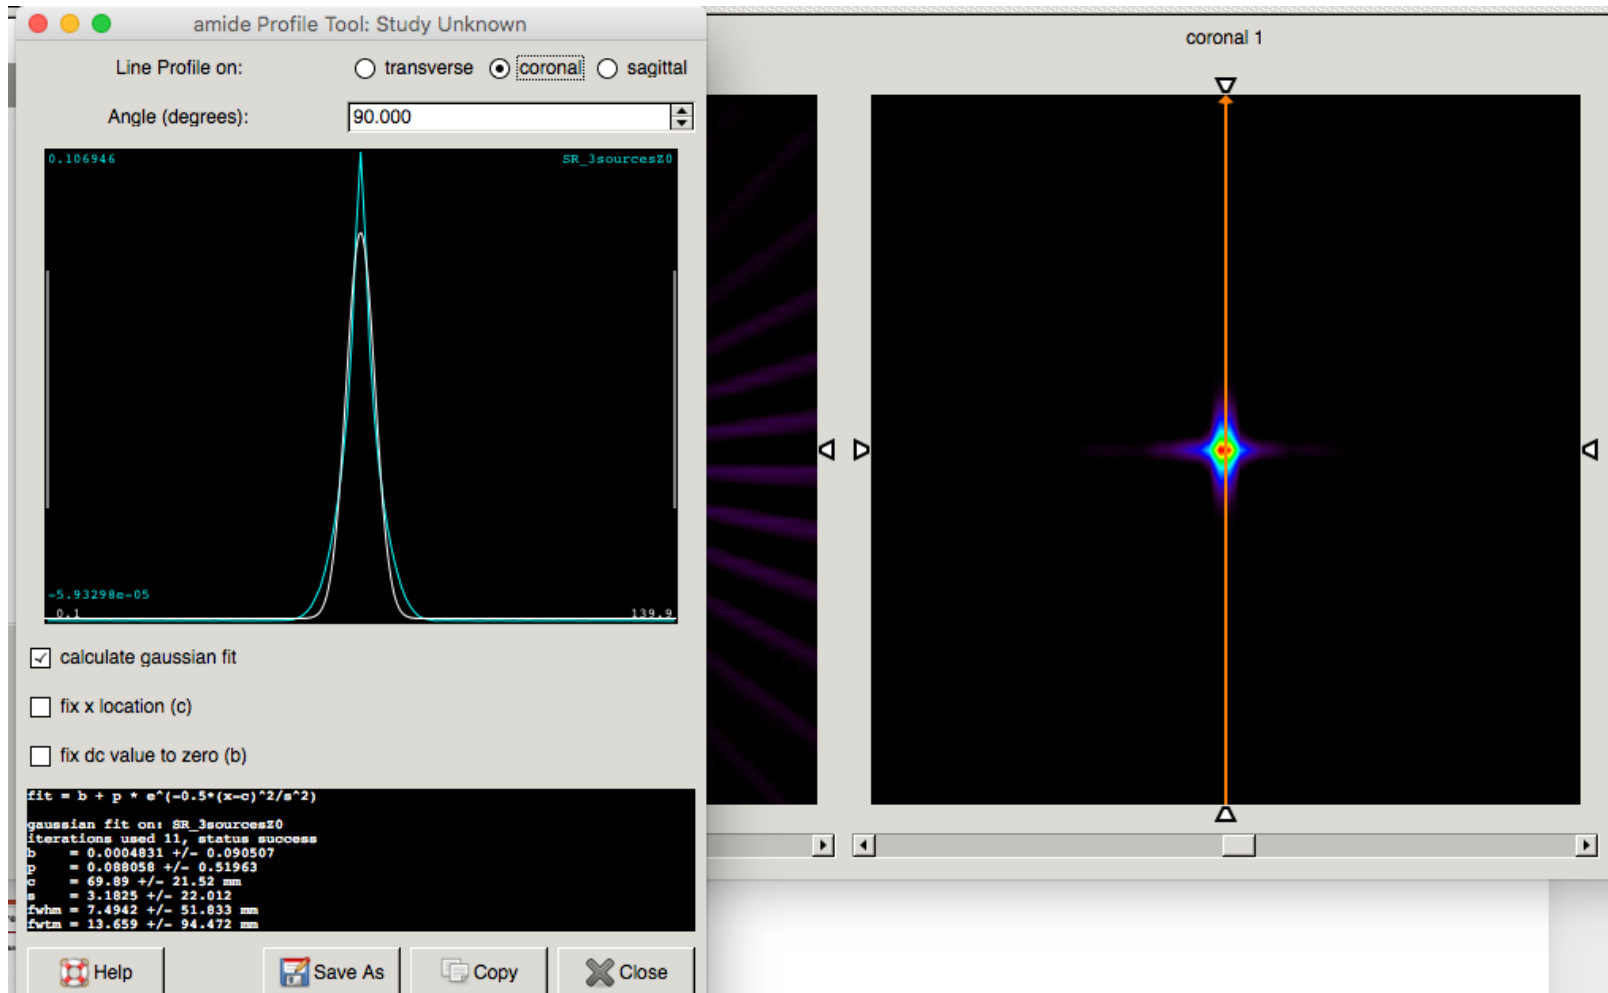 amide Profile Tool: Study Unknown
Line Profile on: transverse coronal sagittal
Angle (degrees): 90.000
0.106946 SR_3sourcesZ0
-5.93298e-05
0.1 139.9
calculate gaussian fit
fix x location (c)
fix dc value to zero (b)
fit = b + p * e^(-0.5*(x-c)^2/s^2)
gaussian fit on: SR_3sourcesZ0
iterations used 11, status success
b = 0.0004831 +/- 0.090507
p = 0.088058 +/- 0.51963
c = 69.89 +/- 21.52 mm
s = 3.1825 +/- 22.012
fwhm = 7.4942 +/- 51.833 mm
fwtm = 13.659 +/- 94.472 mm
Help Save As Copy Close
coronal 1